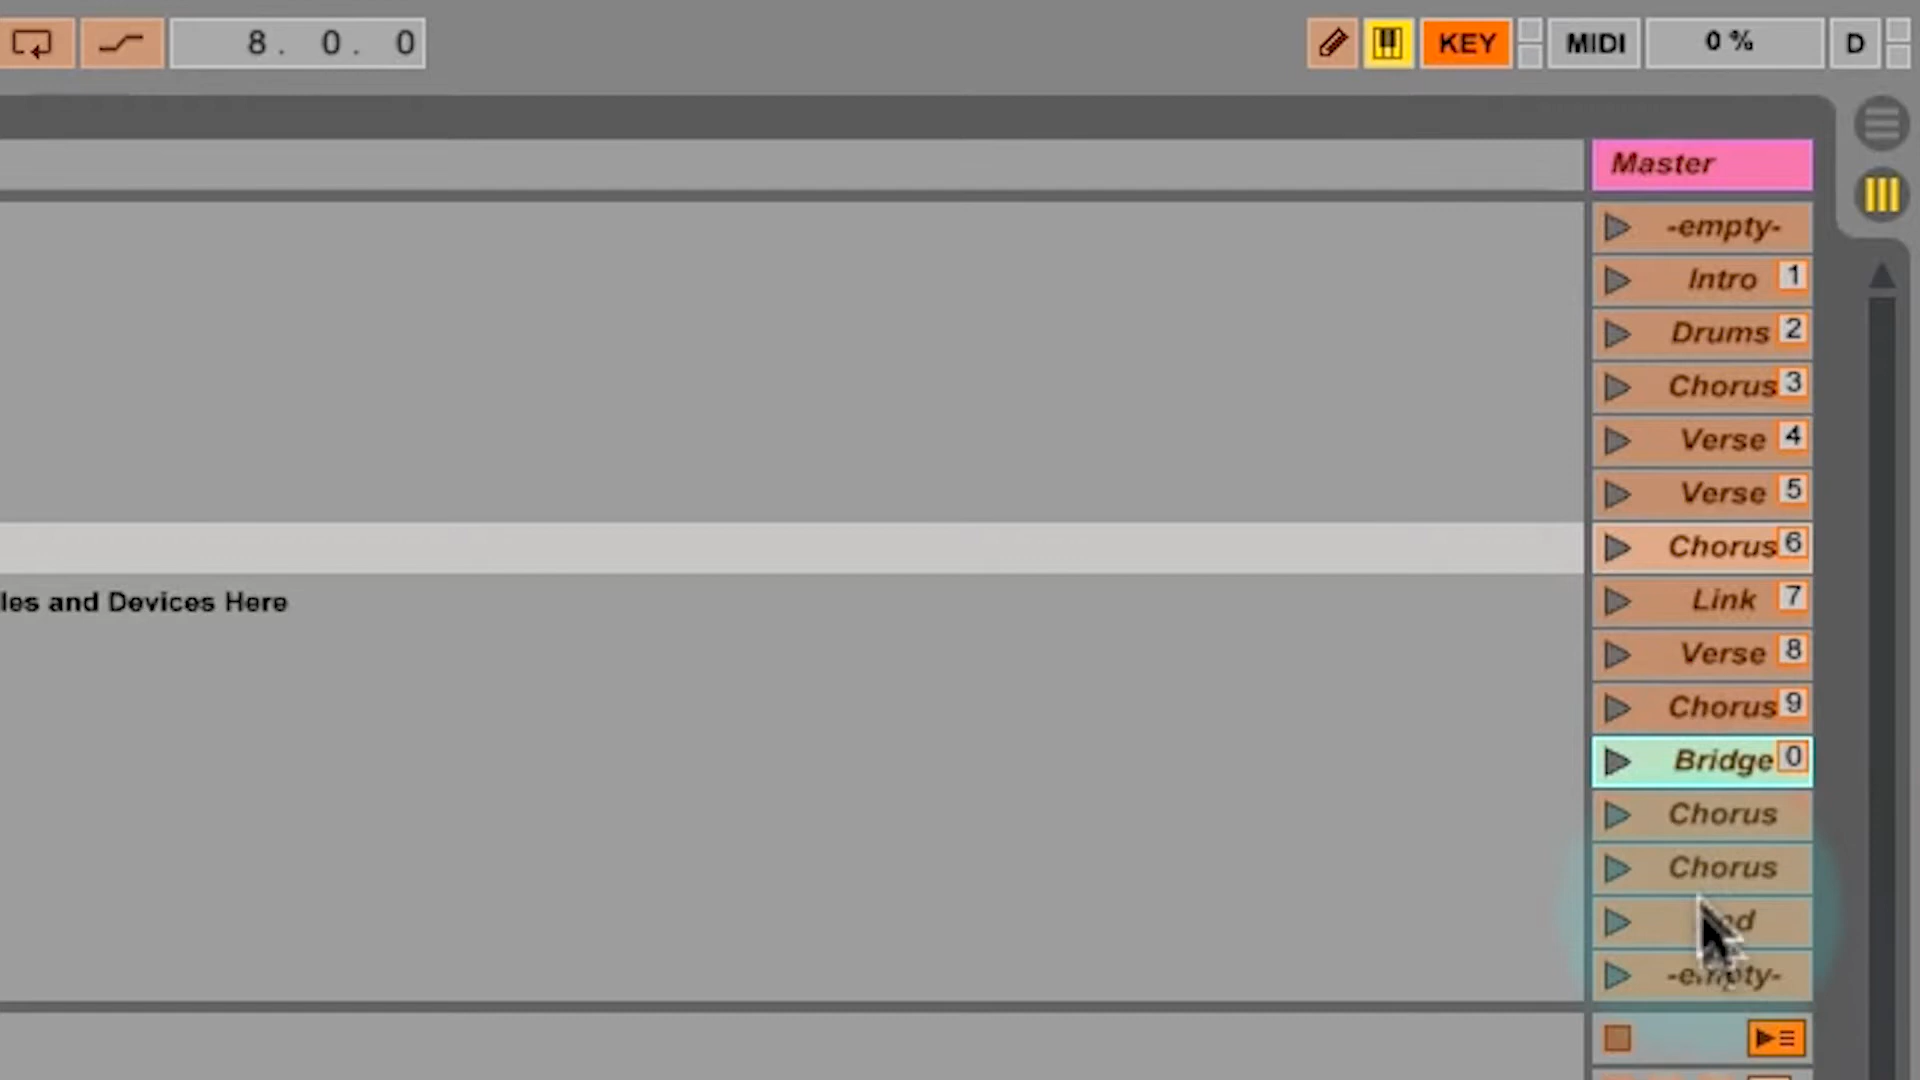 8. 0. 0
KEY
MIDI
0 %
D
Master
-empty-
Intro 1
Drums 2
Chorus 3
Verse 4
Verse 5
Chorus 6
les and Devices Here
Link 7
Verse 8
Chorus 9
Bridge 0
Chorus
Chorus
-empty-